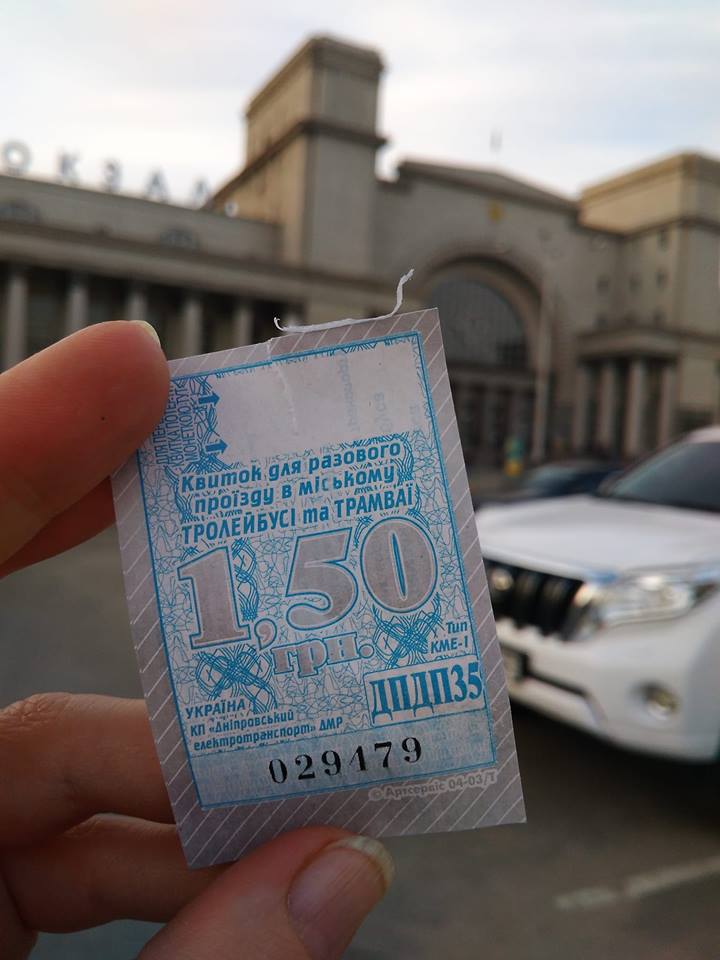 ОКЗАЛ
Квиток для разового
проїзду в міському
ТРОЛЕЙБУСІ та ТРАМВАЇ
1,50
грн.
Тип
КМЕ-1
УКРАЇНА
КП «Дніпровський
електротранспорт» ДМР
ДПДП35
029479
© Артсервіс 04-03/Т